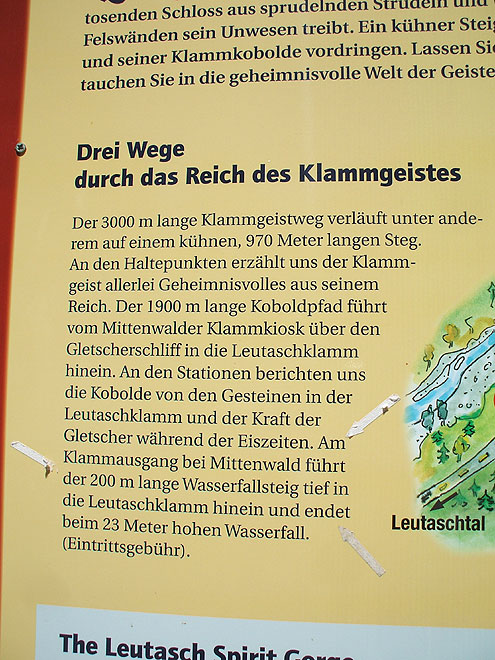 tosenden Schloss aus sprudelnden Strudeln und
Felswänden sein Unwesen treibt. Ein kühner Steig
und seiner Klammkobolde vordringen. Lassen Sie
tauchen Sie in die geheimnisvolle Welt der Geiste
Drei Wege
durch das Reich des Klammgeistes
Der 3000 m lange Klammgeistweg verläuft unter ande-
rem auf einem kühnen, 970 Meter langen Steg.
An den Haltepunkten erzählt uns der Klamm-
geist allerlei Geheimnisvolles aus seinem
Reich. Der 1900 m lange Koboldpfad führt
vom Mittenwalder Klammkiosk über den
Gletscherschliff in die Leutaschklamm
hinein. An den Stationen berichten uns
die Kobolde von den Gesteinen in der
Leutaschklamm und der Kraft der
Gletscher während der Eiszeiten. Am
Klammausgang bei Mittenwald führt
der 200 m lange Wasserfallsteig tief in
die Leutaschklamm hinein und endet
beim 23 Meter hohen Wasserfall.
(Eintrittsgebühr).
Leutaschtal
The Leutasch Spirit Gorge